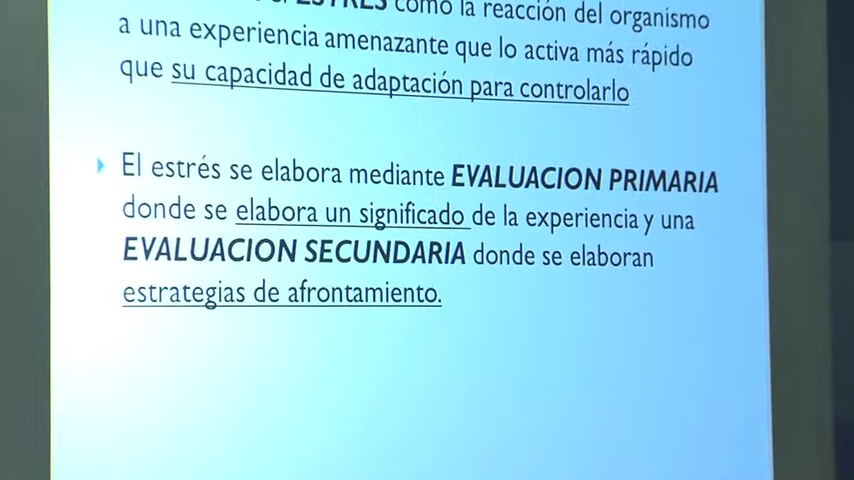 ESTRÉS como la reacción del organismo
a una experiencia amenazante que lo activa más rápido
que su capacidad de adaptación para controlarlo
El estrés se elabora mediante EVALUACION PRIMARIA
donde se elabora un significado de la experiencia y una
EVALUACION SECUNDARIA donde se elaboran
estrategias de afrontamiento.